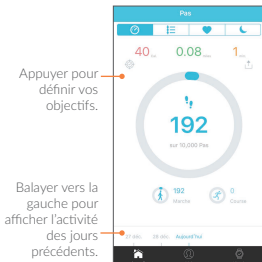 Pas
40
0.08
1
Appuyer pour
définir vos
objectifs.
192
sur 10,000 Pas
192
Marche
0
Course
Balayer vers la
gauche pour
afficher l’activité
des jours
précédents.
Aujourd'hui